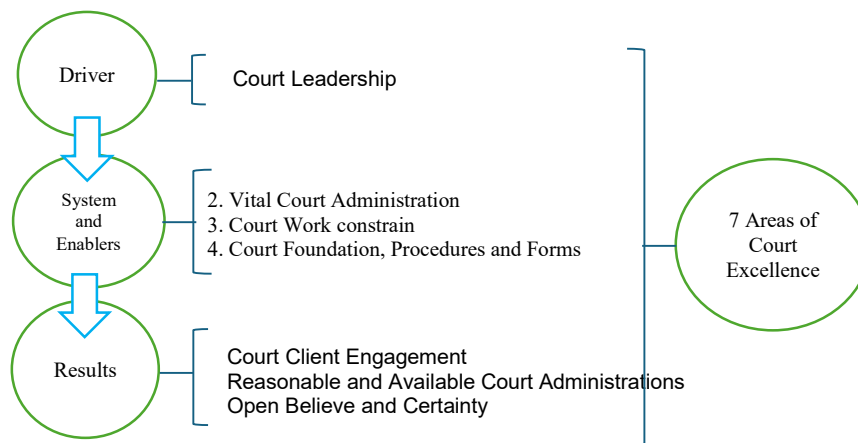 Driver
Court Leadership
System
and
Enablers
2. Vital Court Administration
3. Court Work constrain
4. Court Foundation, Procedures and Forms
Results
Court Client Engagement
Reasonable and Available Court Administrations
Open Believe and Certainty
7 Areas of
Court
Excellence